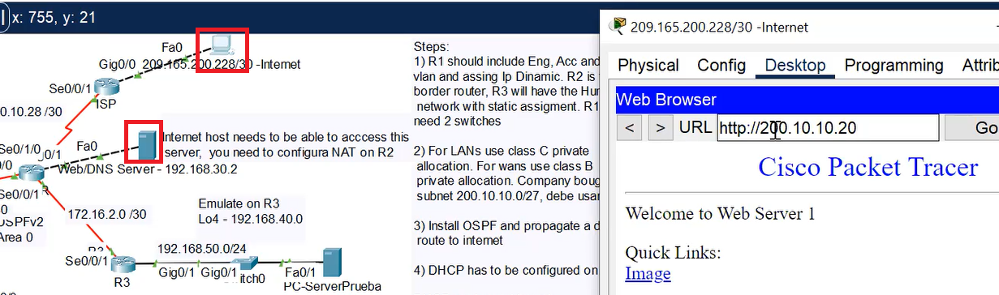 x: 755, y: 21
Fa0
Gig0/0
209.165.200.228/30 -Internet
Se0/0/1
ISP
0.10.28 /30
Internet host needs to be able to acccess this
server, you need to configura NAT on R2
Fa0
Se0/1/0
Web/DNS Server - 192.168.30.2
Se0/0/1
OSPFv2
Area 0
172.16.2.0 /30
Emulate on R3
Lo4 - 192.168.40.0
192.168.50.0/24
Se0/0/1
R3
Gig0/1
Gig0/1
Fa0/1
PC-ServerPrueba
Steps:
1) R1 should include Eng, Acc and
vlan and assing Ip Dinamic. R2 is
border router, R3 will have the Hu
network with static assigment. R1
need 2 switches
2) For LANs use class C private
allocation. For wans use class B
private allocation. Company boug
subnet 200.10.10.0/27, debe usa
3) Install OSPF and propagate a d
route to internet
4) DHCP has to be configured on
209.165.200.228/30 -Internet
Physical Config Desktop Programming Attrib
Web Browser
< > URL http://200.10.10.20 Go
Cisco Packet Tracer
Welcome to Web Server 1
Quick Links:
Image